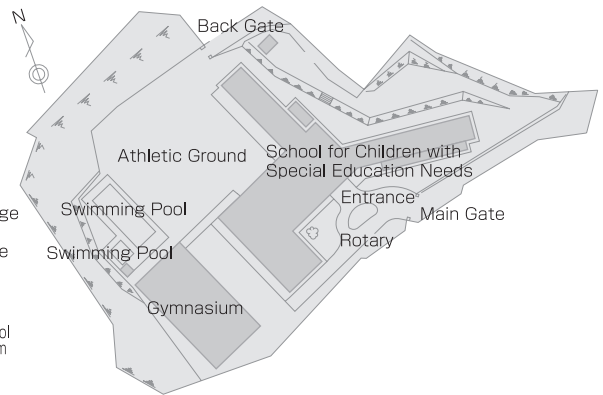 N
Back Gate
Athletic Ground
School for Children with
Special Education Needs
Swimming Pool
Entrance
Main Gate
Rotary
Swimming Pool
Gymnasium